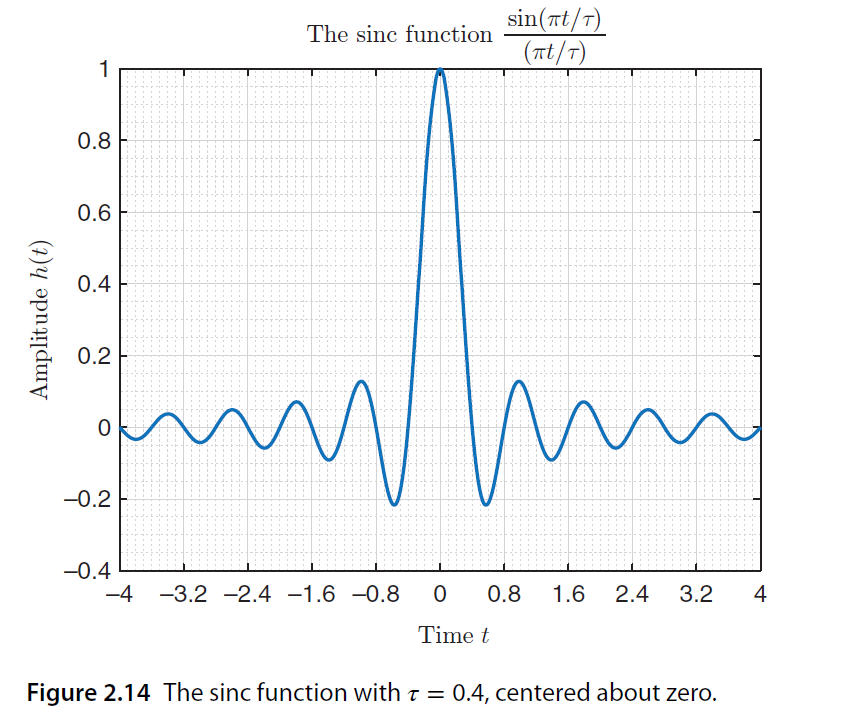 The sinc function sin(πt/τ)
(πt/τ)
1
0.8
0.6
0.4
0.2
0
−0.2
−0.4
Amplitude h(t)
−4 −3.2 −2.4 −1.6 −0.8 0 0.8 1.6 2.4 3.2 4
Time t
Figure 2.14 The sinc function with τ = 0.4, centered about zero.